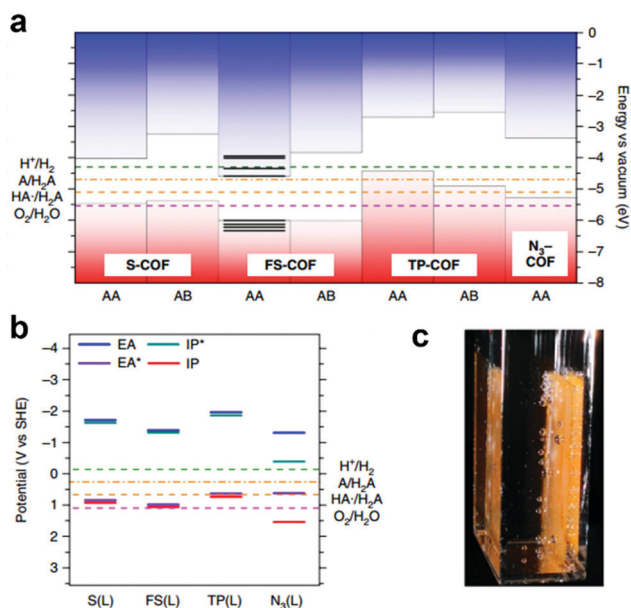 a
0
−1
−2
−3
−4
−5
−6
−7
−8
Energy vs vacuum (eV)
H⁺/H₂
A/H₂A
HA·/H₂A
O₂/H₂O
S-COF
FS-COF
TP-COF
N₃–
COF
AA AB AA AB AA AB AA
b
c
EA IP*
EA* IP
Potential (V vs SHE)
−4
−3
−2
−1
0
1
2
3
H⁺/H₂
A/H₂A
HA·/H₂A
O₂/H₂O
S(L) FS(L) TP(L) N₃(L)